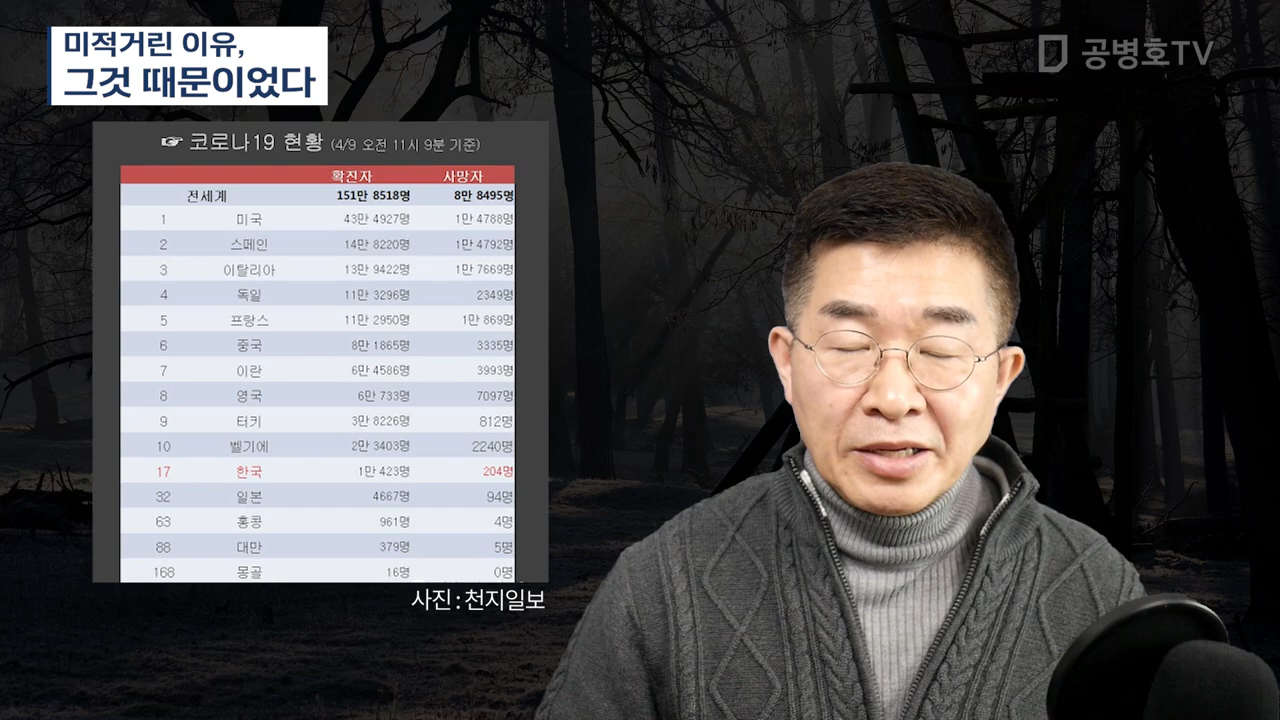 미적거린 이유,
그것 때문이었다
공병호TV
☞ 코로나19 현황 (4/9 오전 11시 9분 기준)
확진자 사망자
전세계 151만 8518명 8만 8495명
1 미국 43만 4927명 1만 4788명
2 스페인 14만 8220명 1만 4792명
3 이탈리아 13만 9422명 1만 7669명
4 독일 11만 3296명 2349명
5 프랑스 11만 2950명 1만 869명
6 중국 8만 1865명 3335명
7 이란 6만 4586명 3993명
8 영국 6만 733명 7097명
9 터키 3만 8226명 812명
10 벨기에 2만 3403명 2240명
17 한국 1만 423명 204명
32 일본 4667명 94명
63 홍콩 961명 4명
88 대만 379명 5명
168 몽골 16명 0명
사진 : 천지일보